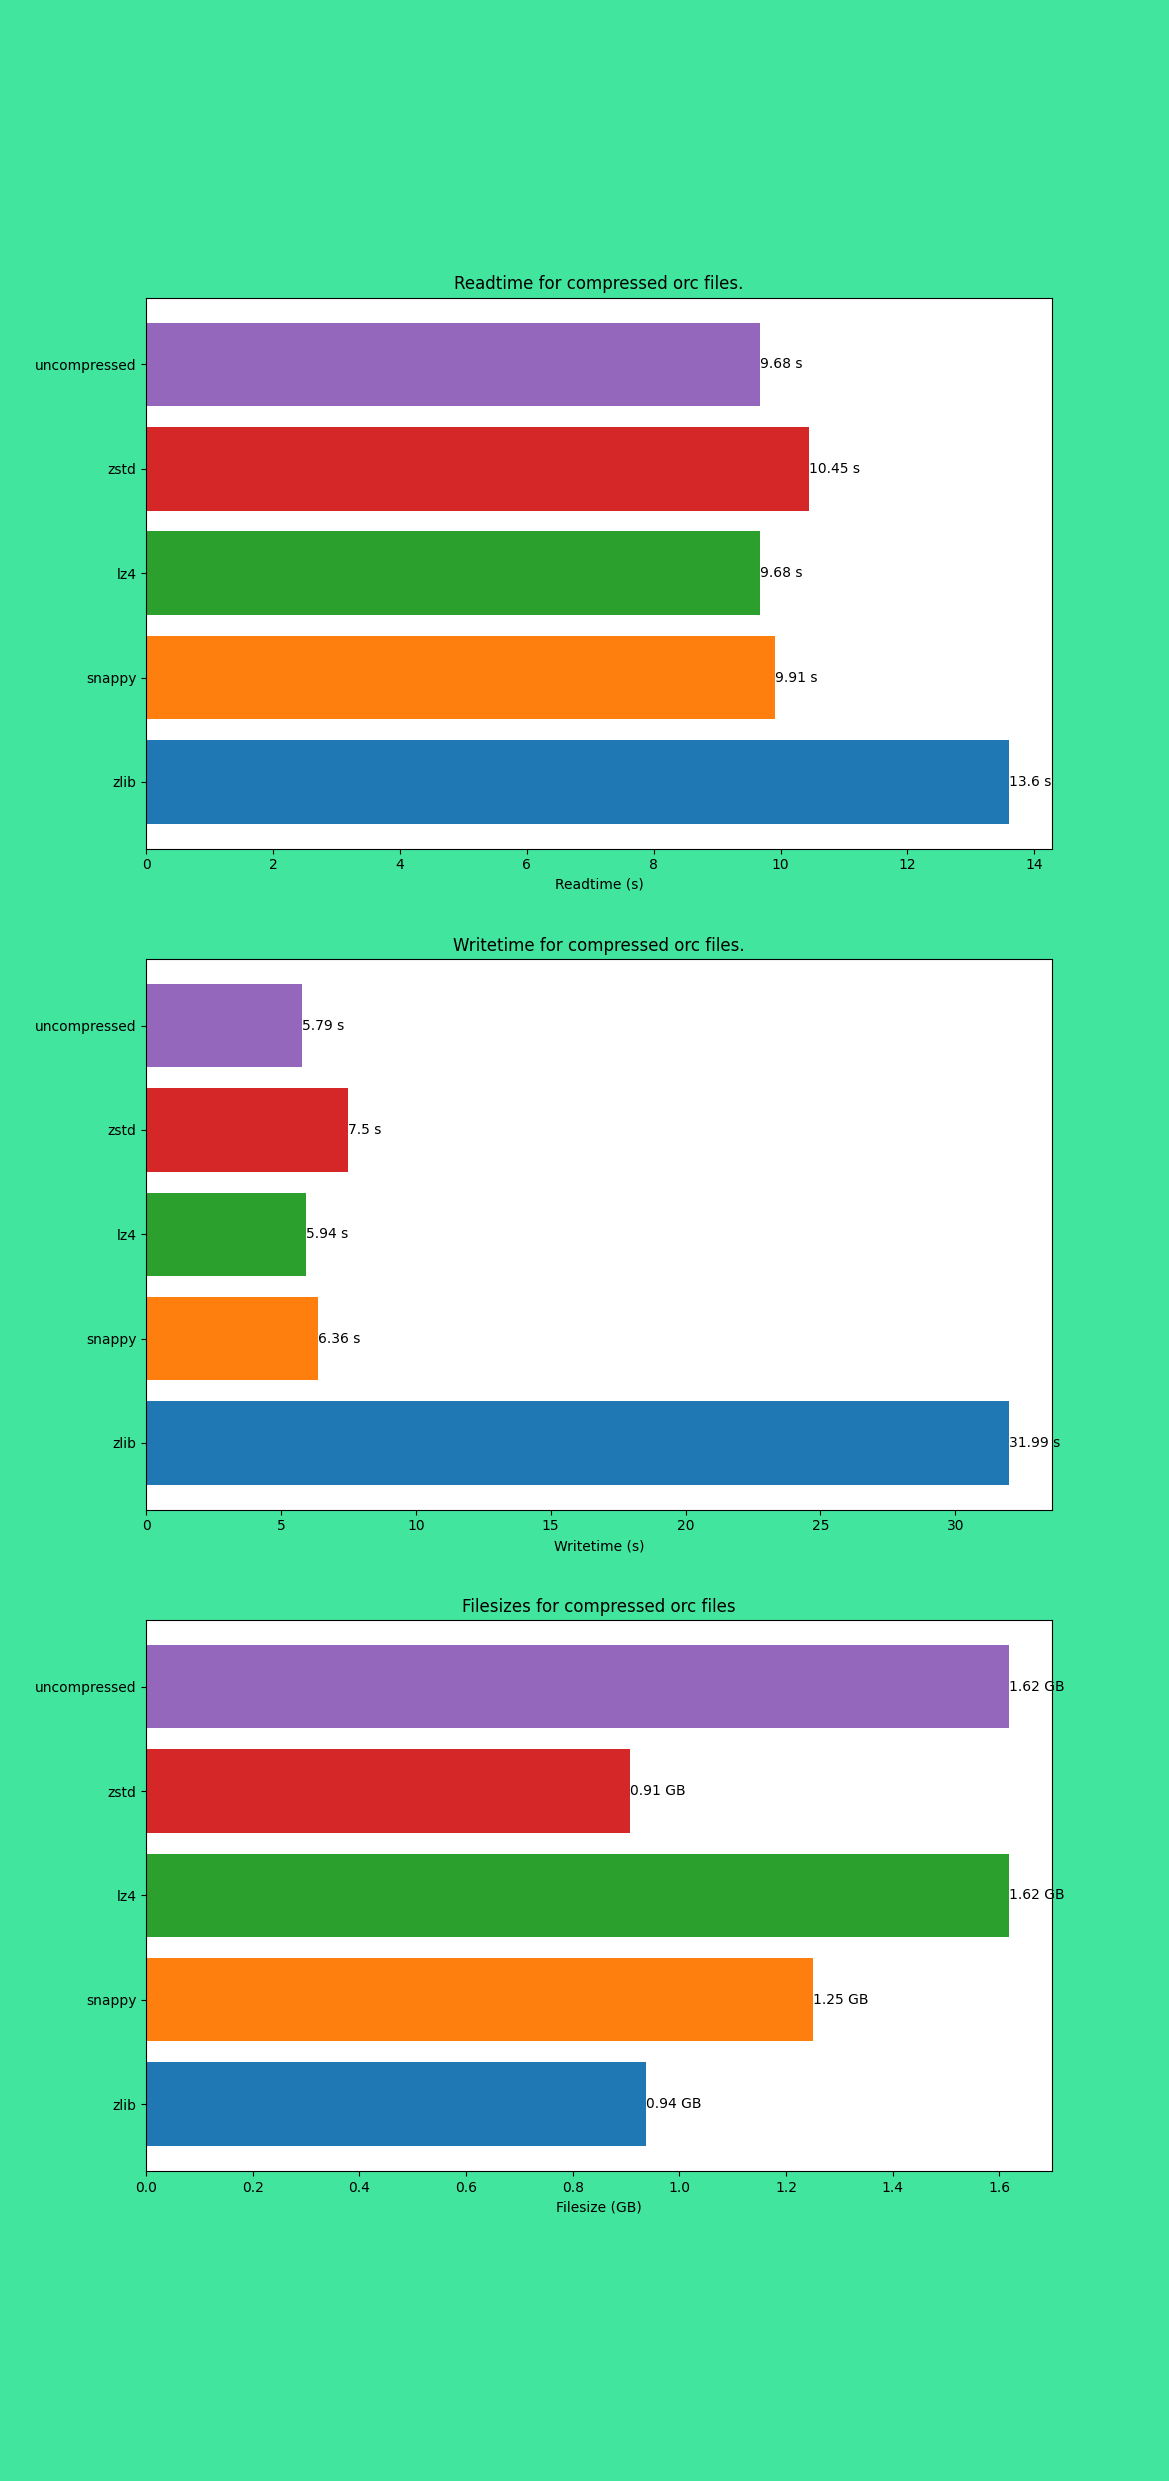 Readtime for compressed orc files.
uncompressed
9.68 s
zstd
10.45 s
lz4
9.68 s
snappy
9.91 s
zlib
13.6 s
0 2 4 6 8 10 12 14
Readtime (s)
Writetime for compressed orc files.
uncompressed
5.79 s
zstd
7.5 s
lz4
5.94 s
snappy
6.36 s
zlib
31.99 s
0 5 10 15 20 25 30
Writetime (s)
Filesizes for compressed orc files
uncompressed
1.62 GB
zstd
0.91 GB
lz4
1.62 GB
snappy
1.25 GB
zlib
0.94 GB
0.0 0.2 0.4 0.6 0.8 1.0 1.2 1.4 1.6
Filesize (GB)